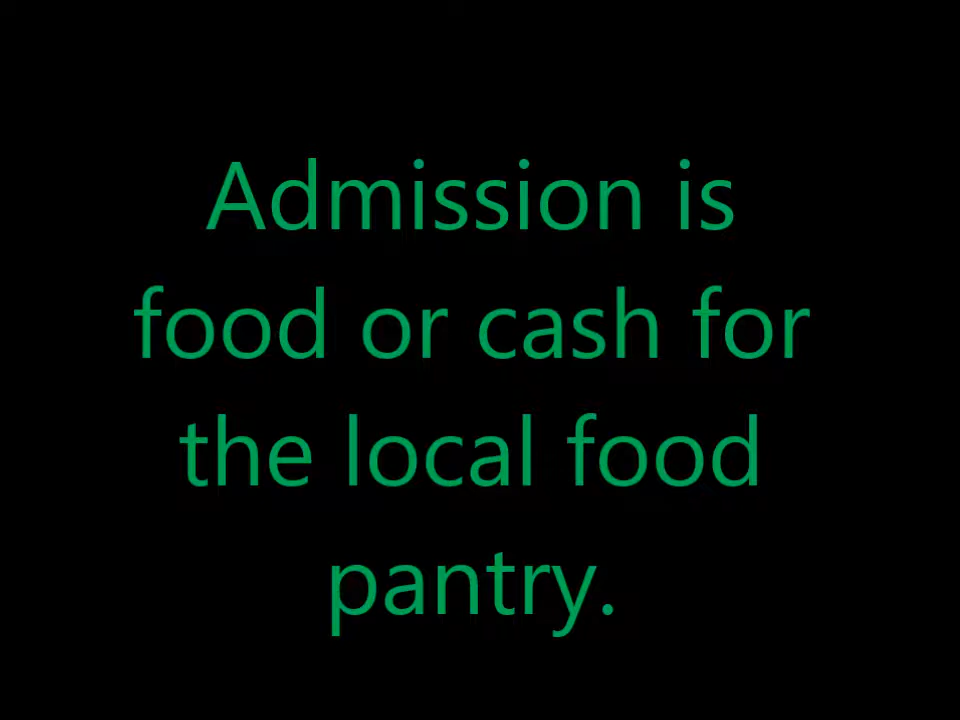 Admission is
food or cash for
the local food
pantry.